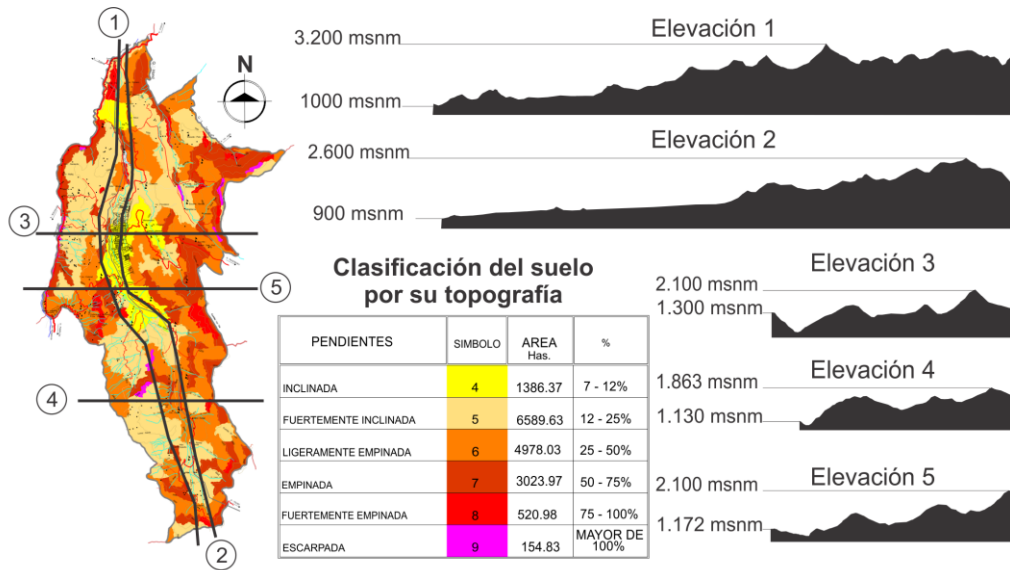 1
N
3
5
4
2
Elevación 1
3.200 msnm
1000 msnm
Elevación 2
2.600 msnm
900 msnm
Elevación 3
2.100 msnm
1.300 msnm
Elevación 4
1.863 msnm
1.130 msnm
Elevación 5
2.100 msnm
1.172 msnm
Clasificación del suelo
por su topografía
PENDIENTES SIMBOLO AREA Has. %
INCLINADA 4 1386.37 7 - 12%
FUERTEMENTE INCLINADA 5 6589.63 12 - 25%
LIGERAMENTE EMPINADA 6 4978.03 25 - 50%
EMPINADA 7 3023.97 50 - 75%
FUERTEMENTE EMPINADA 8 520.98 75 - 100%
ESCARPADA 9 154.83 MAYOR DE 100%